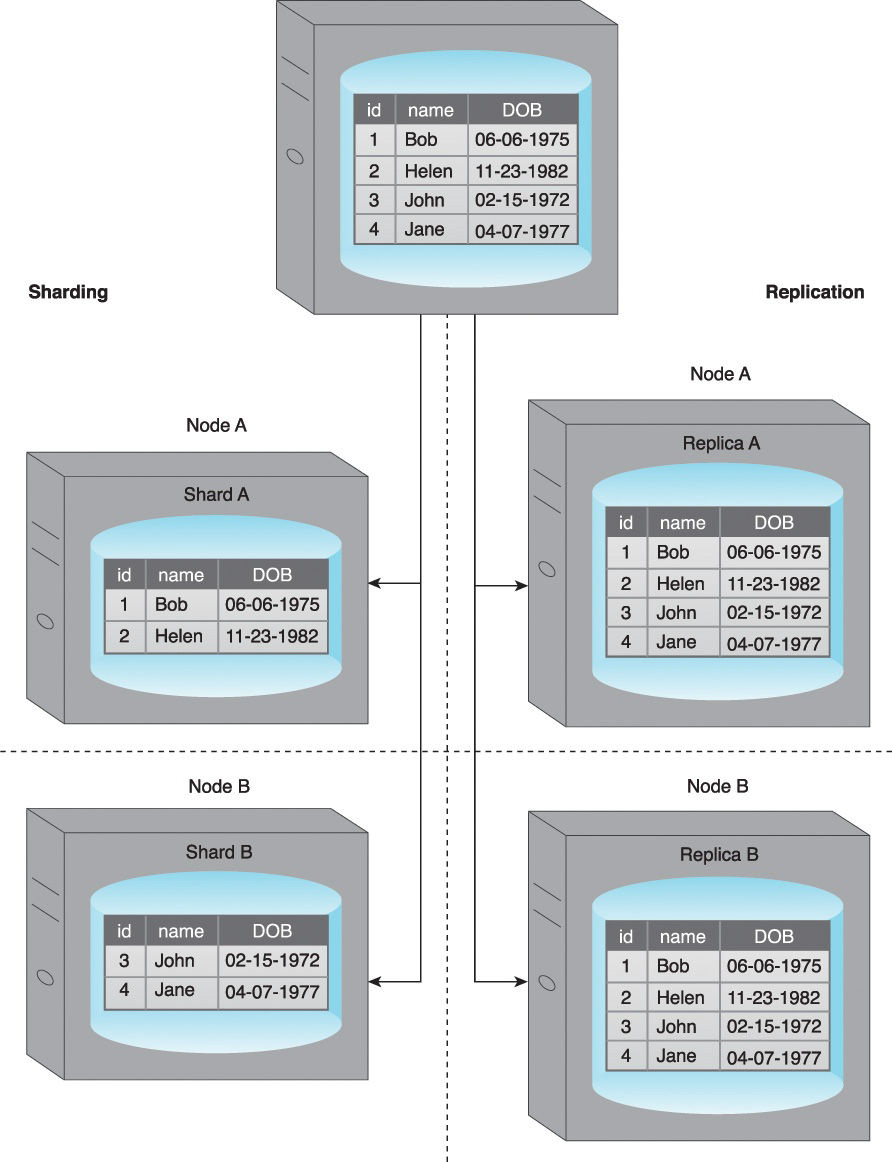 id name DOB
1 Bob 06-06-1975
2 Helen 11-23-1982
3 John 02-15-1972
4 Jane 04-07-1977
Sharding
Replication
Node A
Shard A
id name DOB
1 Bob 06-06-1975
2 Helen 11-23-1982
Node A
Replica A
id name DOB
1 Bob 06-06-1975
2 Helen 11-23-1982
3 John 02-15-1972
4 Jane 04-07-1977
Node B
Shard B
id name DOB
3 John 02-15-1972
4 Jane 04-07-1977
Node B
Replica B
id name DOB
1 Bob 06-06-1975
2 Helen 11-23-1982
3 John 02-15-1972
4 Jane 04-07-1977